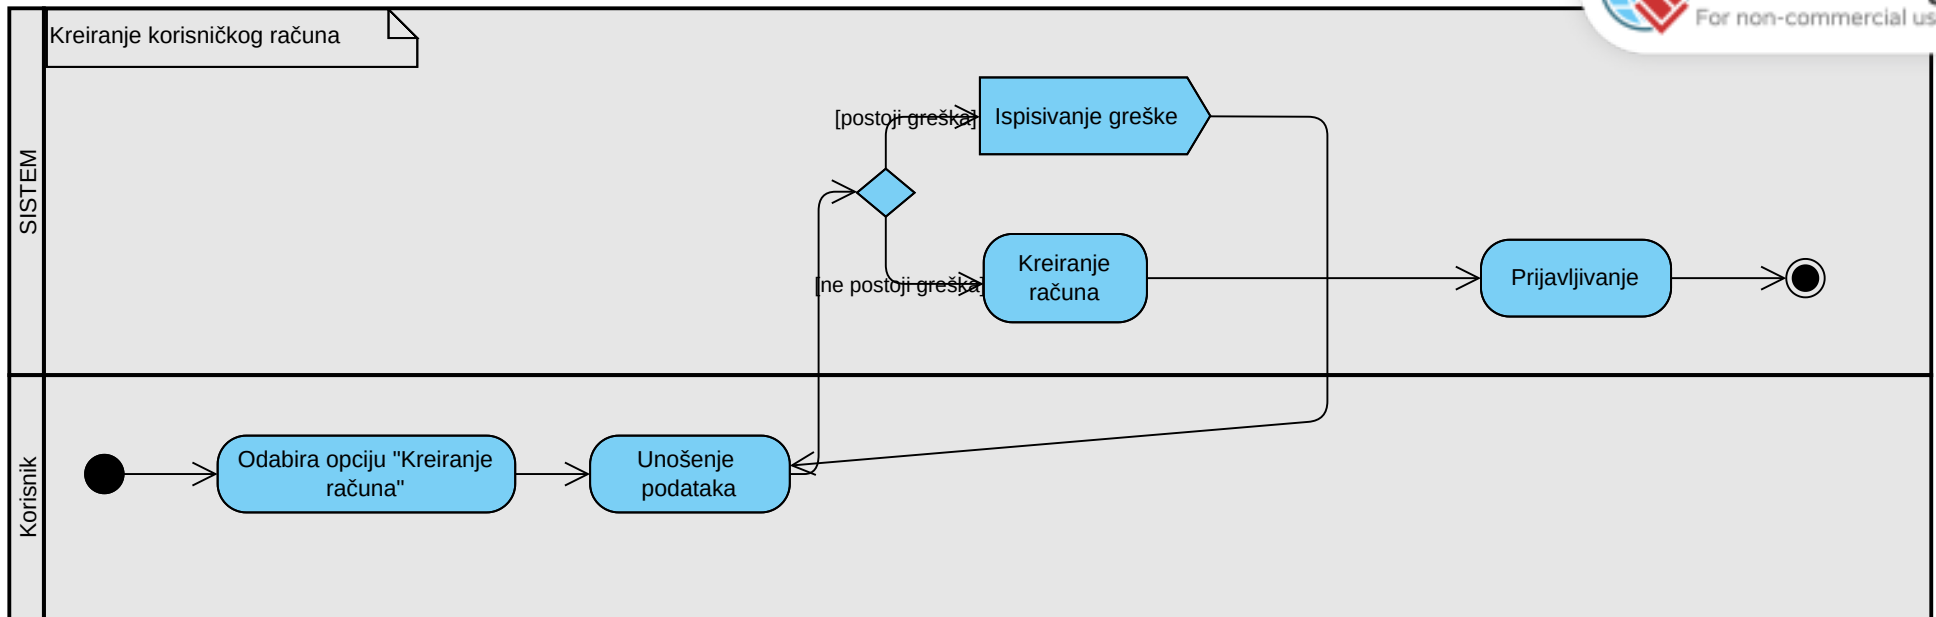 Kreiranje korisničkog računa
For non-commercial us
SISTEM
[postoji greška]
Ispisivanje greške
[ne postoji greška]
Kreiranje
računa
Prijavljivanje
Korisnik
Odabira opciju "Kreiranje
računa"
Unošenje
podataka